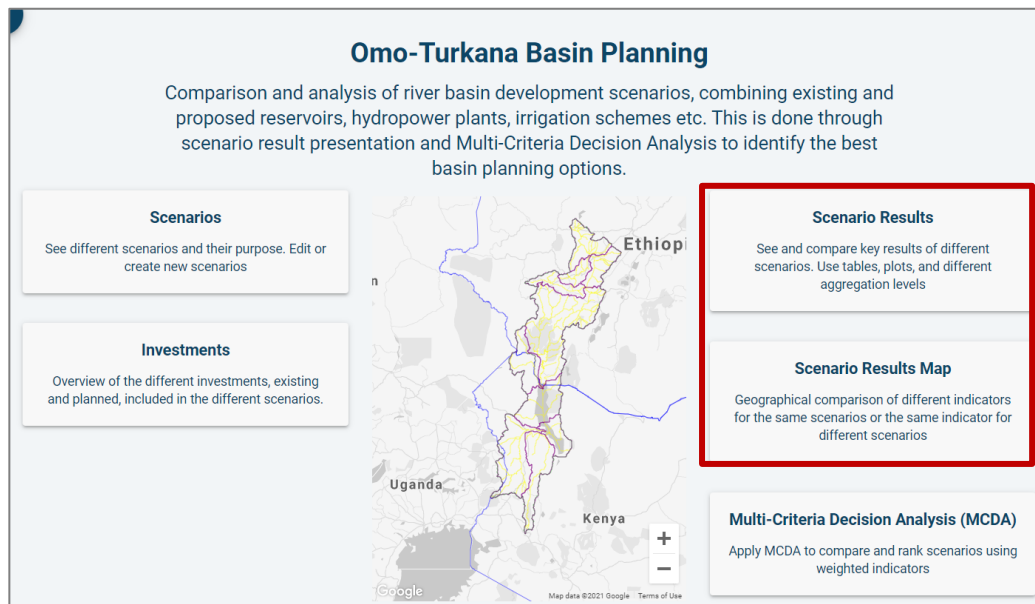 Omo-Turkana Basin Planning
Comparison and analysis of river basin development scenarios, combining existing and
proposed reservoirs, hydropower plants, irrigation schemes etc. This is done through
scenario result presentation and Multi-Criteria Decision Analysis to identify the best
basin planning options.
Scenarios
See different scenarios and their purpose. Edit or
create new scenarios
Investments
Overview of the different investments, existing
and planned, included in the different scenarios.
Ethiopi
n
Uganda
Kenya
+
−
Google
Map data ©2021 Google
Terms of Use
Scenario Results
See and compare key results of different
scenarios. Use tables, plots, and different
aggregation levels
Scenario Results Map
Geographical comparison of different indicators
for the same scenarios or the same indicator for
different scenarios
Multi-Criteria Decision Analysis (MCDA)
Apply MCDA to compare and rank scenarios using
weighted indicators